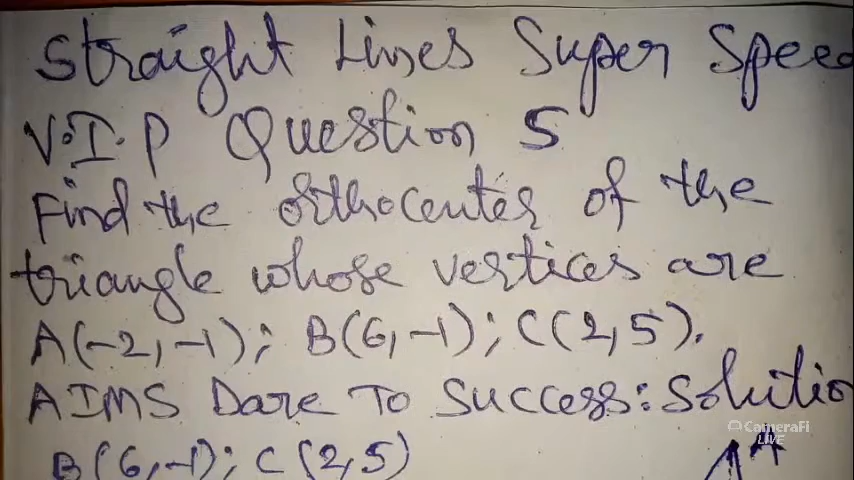 Straight Lines Super Speed
V.I.P Question 5
Find the orthocenter of the
triangle whose vertices are
A(-2,-1); B(6,-1); C(2,5).
AIMS Dare To Success: Solution
CameraFi
LIVE
B(6,-1); C(2,5)
A